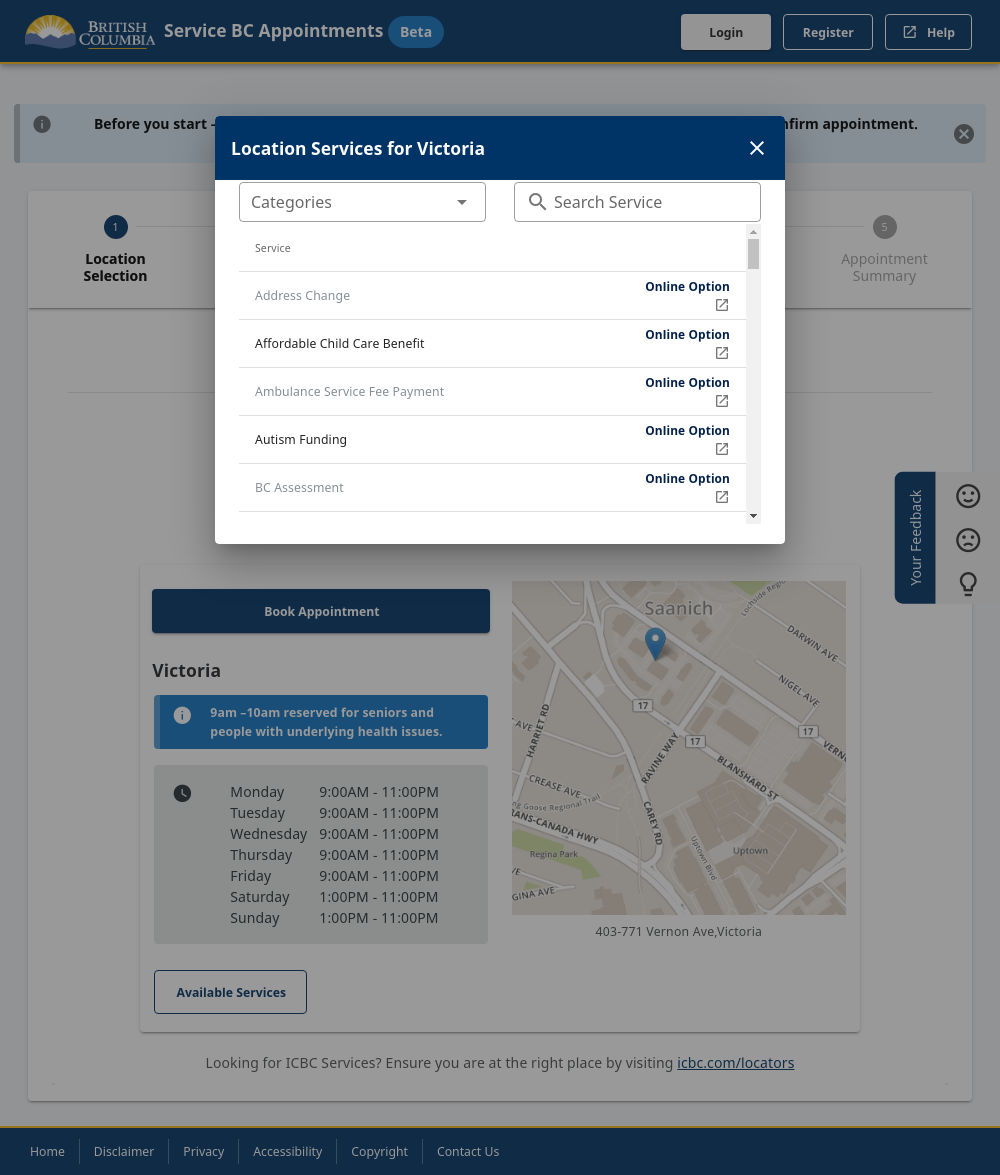 BRITISH
COLUMBIA
Service BC Appointments
Beta
Login
Register
Help
Before you start –
nfirm appointment.
Location Services for Victoria
Categories
Search Service
Service
Address Change
Online Option
Affordable Child Care Benefit
Online Option
Ambulance Service Fee Payment
Online Option
Autism Funding
Online Option
BC Assessment
Online Option
1
Location
Selection
5
Appointment
Summary
Your Feedback
Book Appointment
Victoria
9am –10am reserved for seniors and
people with underlying health issues.
Monday 9:00AM - 11:00PM
Tuesday 9:00AM - 11:00PM
Wednesday 9:00AM - 11:00PM
Thursday 9:00AM - 11:00PM
Friday 9:00AM - 11:00PM
Saturday 1:00PM - 11:00PM
Sunday 1:00PM - 11:00PM
Available Services
Saanich
Lochside Regio
DARWIN AVE
NIGEL AVE
17
17
17
AVE
HARRIET RD
RAVINE WAY
VERN
BLANSHARD ST
CREASE AVE
ng Goose Regional Trail
ANS-CANADA HWY
CAREY RD
Regina Park
Uptown Blvd
Uptown
VE
GINA AVE
403-771 Vernon Ave,Victoria
Looking for ICBC Services? Ensure you are at the right place by visiting icbc.com/locators
Home
Disclaimer
Privacy
Accessibility
Copyright
Contact Us